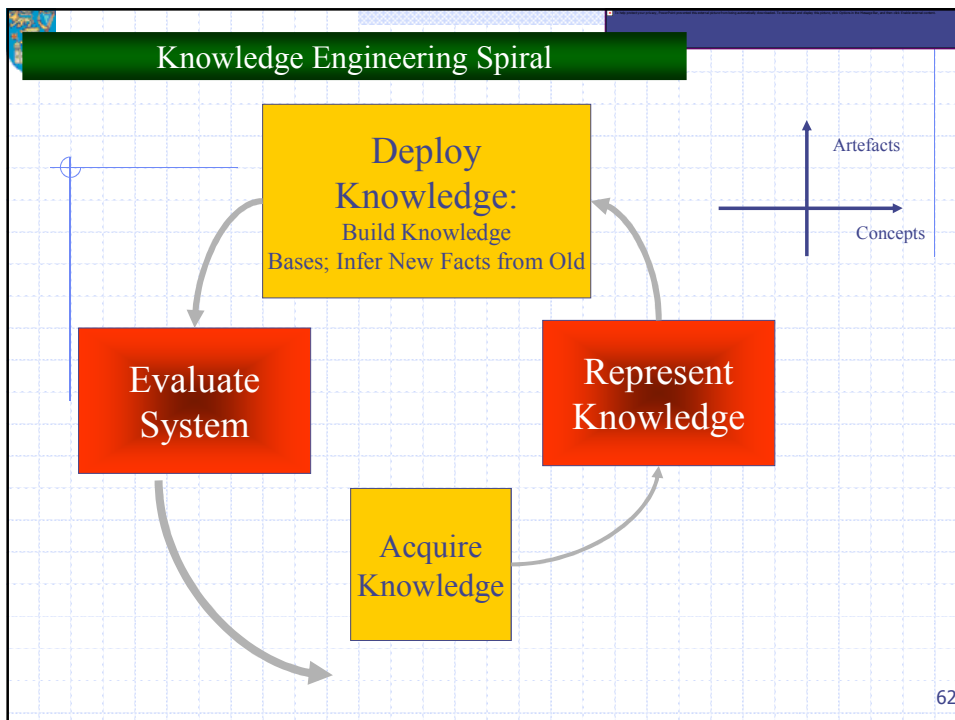 Knowledge Engineering Spiral
Deploy
Knowledge:
Build Knowledge
Bases; Infer New Facts from Old
Artefacts
Concepts
Evaluate
System
Represent
Knowledge
Acquire
Knowledge
62